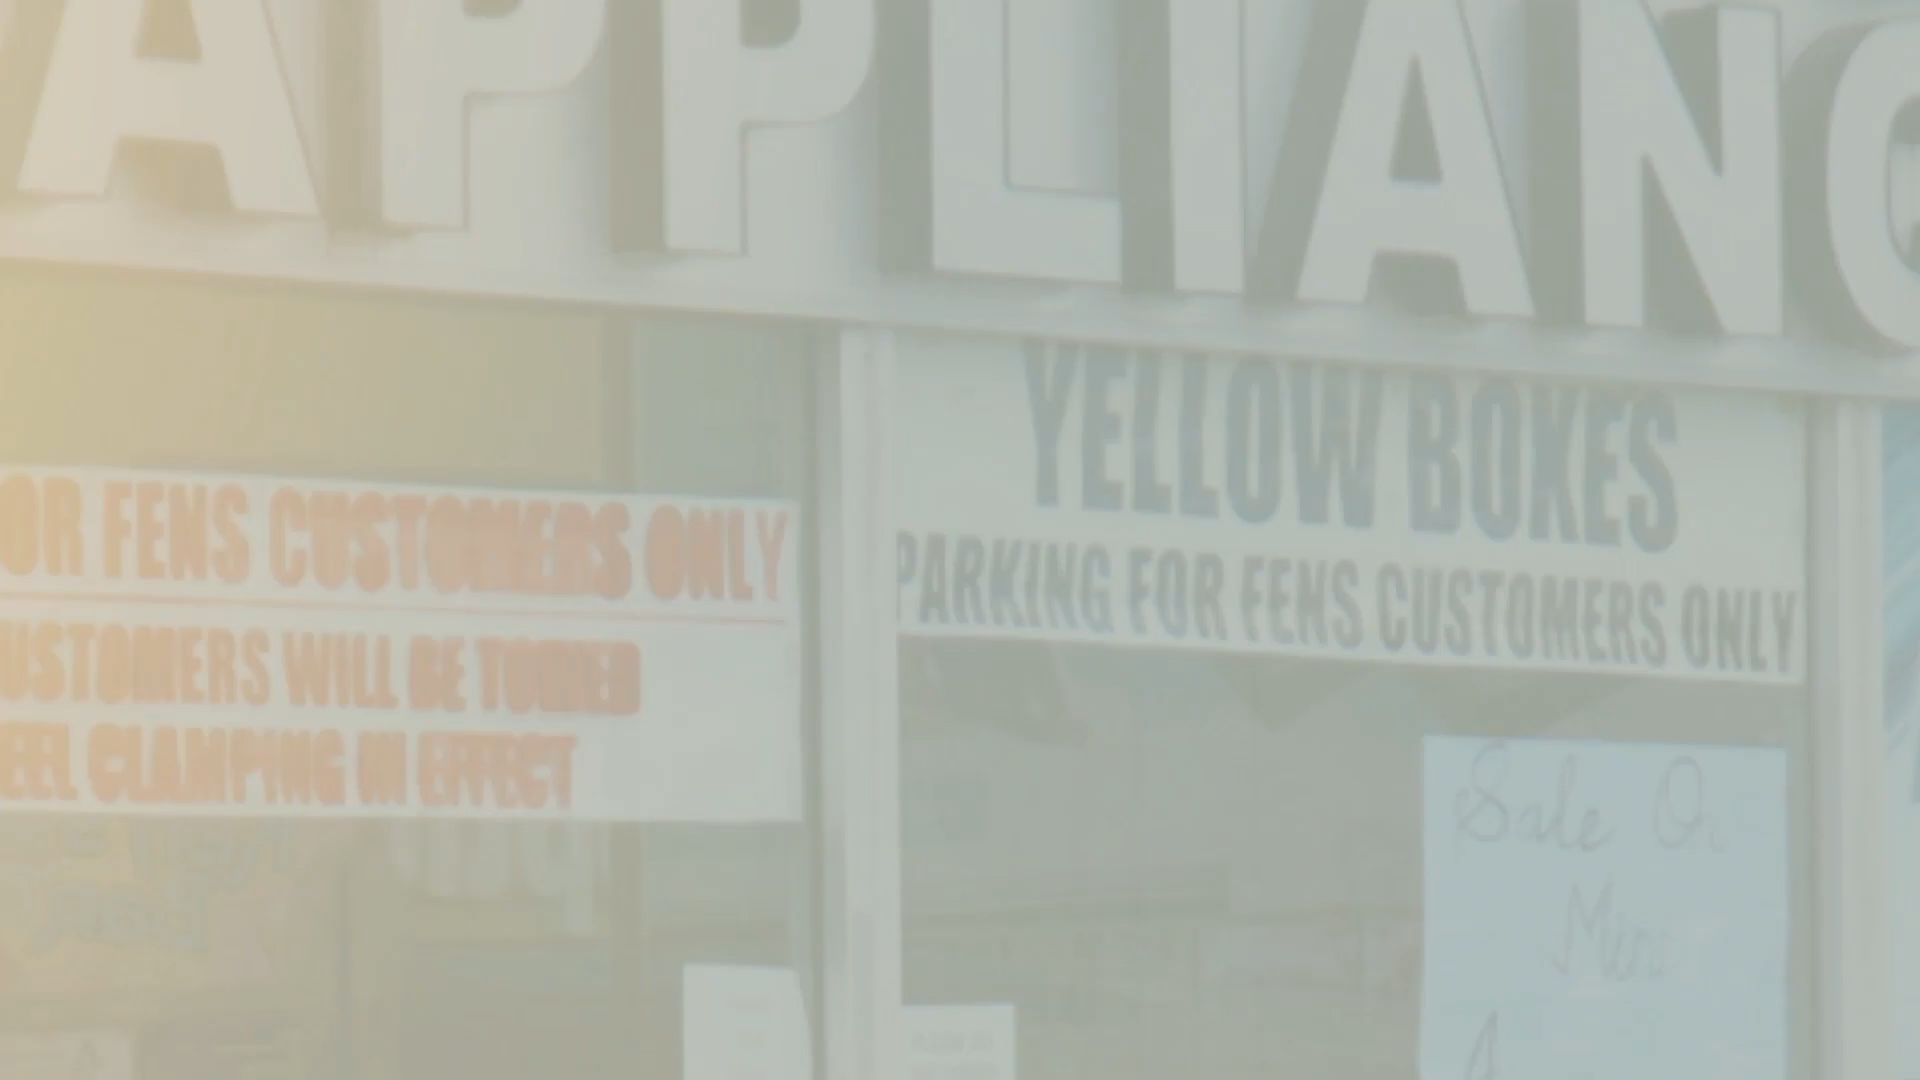 APPLIANC
OR FENS CUSTOMERS ONLY
USTOMERS WILL BE TOWED
EEL CLAMPING IN EFFECT
YELLOW BOXES
PARKING FOR FENS CUSTOMERS ONLY
Sale On